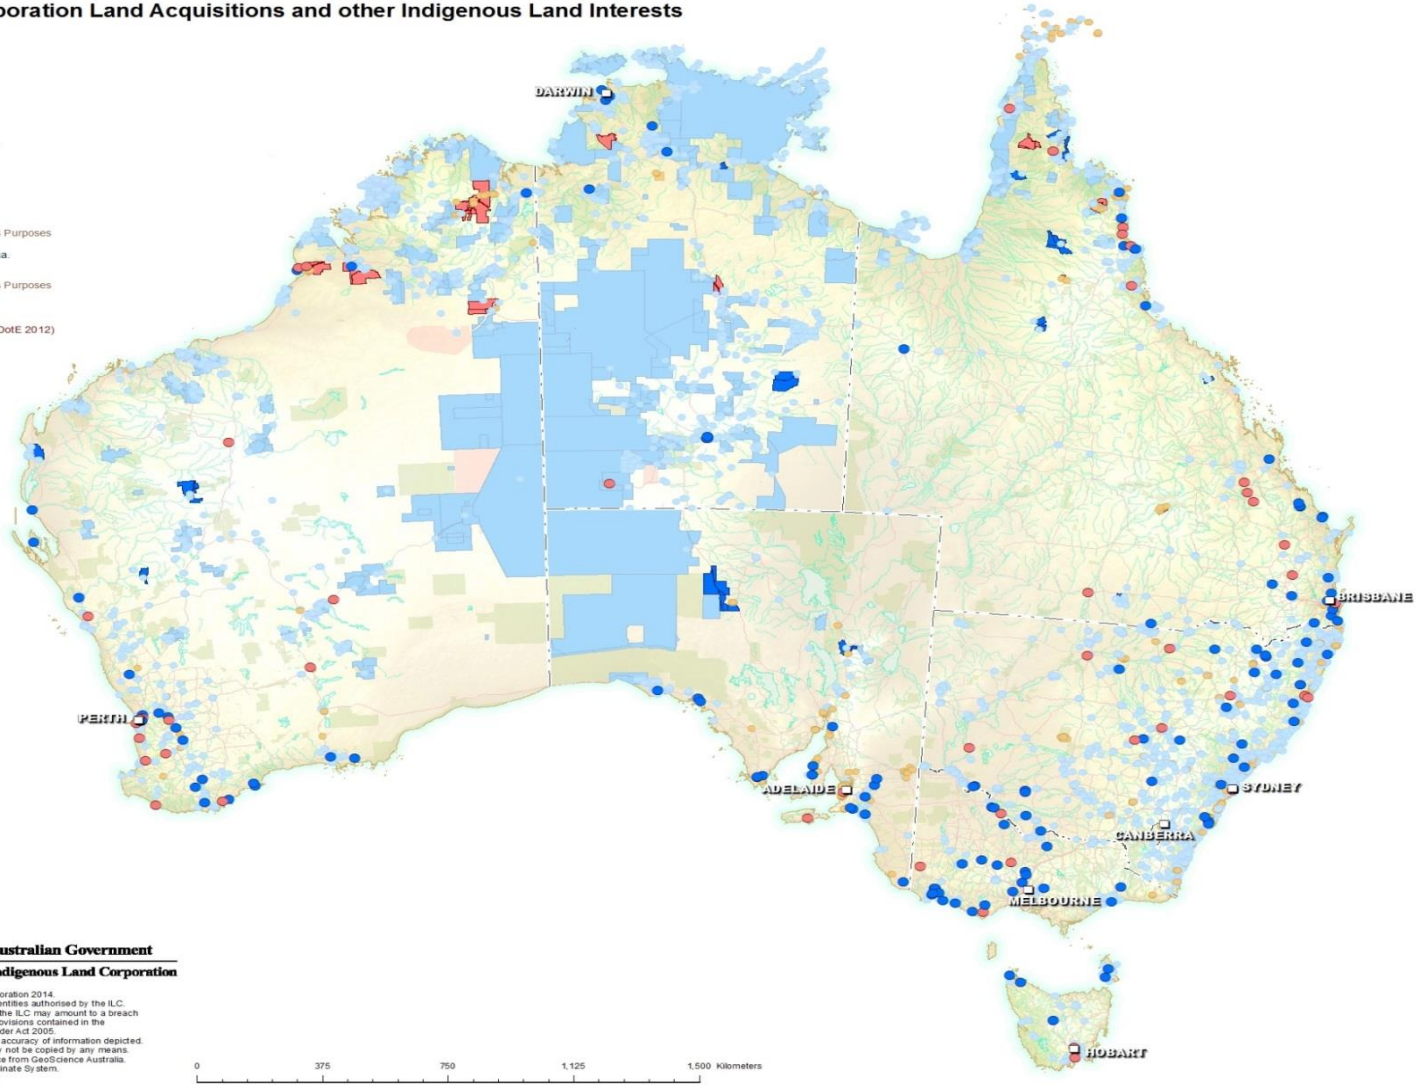 poration Land Acquisitions and other Indigenous Land Interests
DARWIN
Purposes
a.
Purposes
DotE 2012)
BRISBANE
PERTH
ADELAIDE
SYDNEY
CANBERRA
MELBOURNE
ustralian Government
ndigenous Land Corporation
oration 2014.
entities authorised by the ILC.
the ILC may amount to a breach
ovisions contained in the
der Act 2005.
accuracy of information depicted.
y not be copied by any means.
ce from GeoScience Australia.
inate System.
HOBART
0 375 750 1,125 1,500 Kilometers